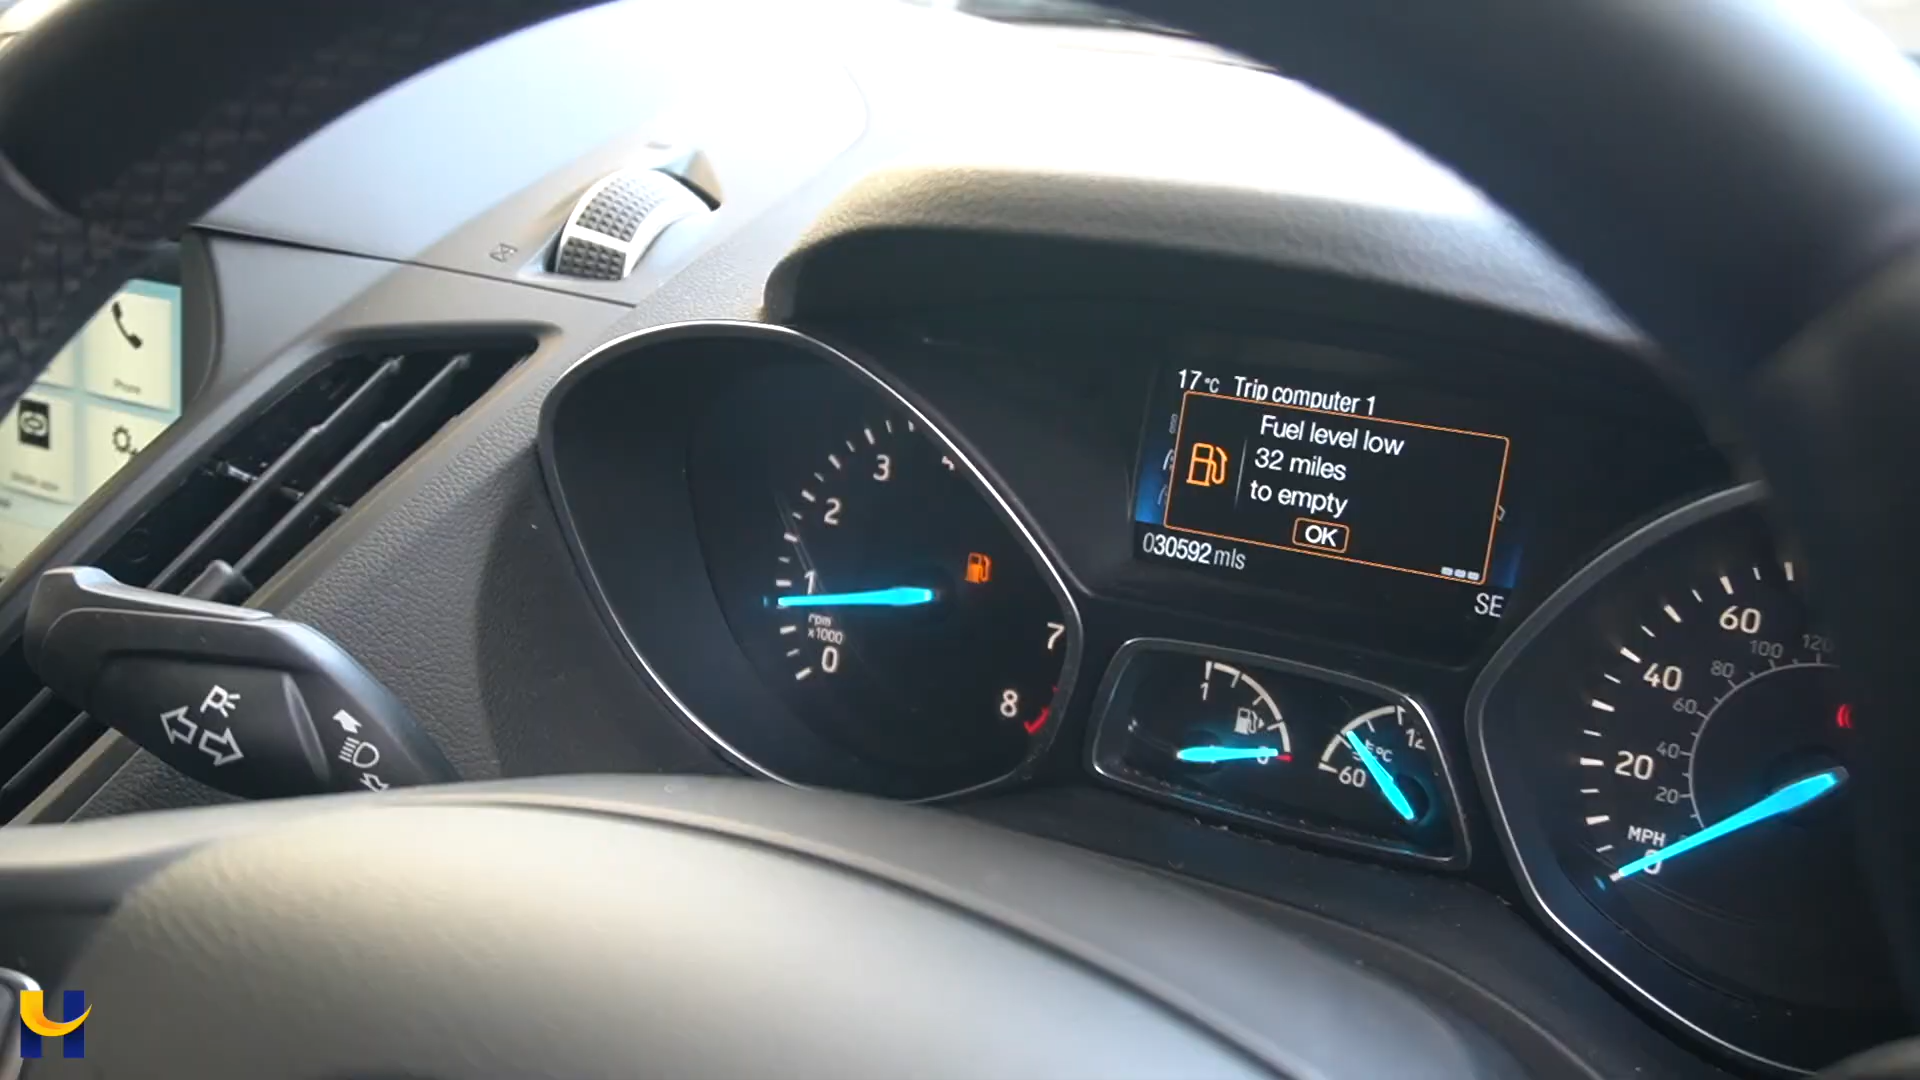 17°C Trip computer 1
Fuel level low
32 miles
to empty
OK
030592 mls
SE
Phone
3
2
1
rpm
x1000
0
7
8
1
0
°C
60
60
40
20
MPH
0
120
100
80
60
40
20